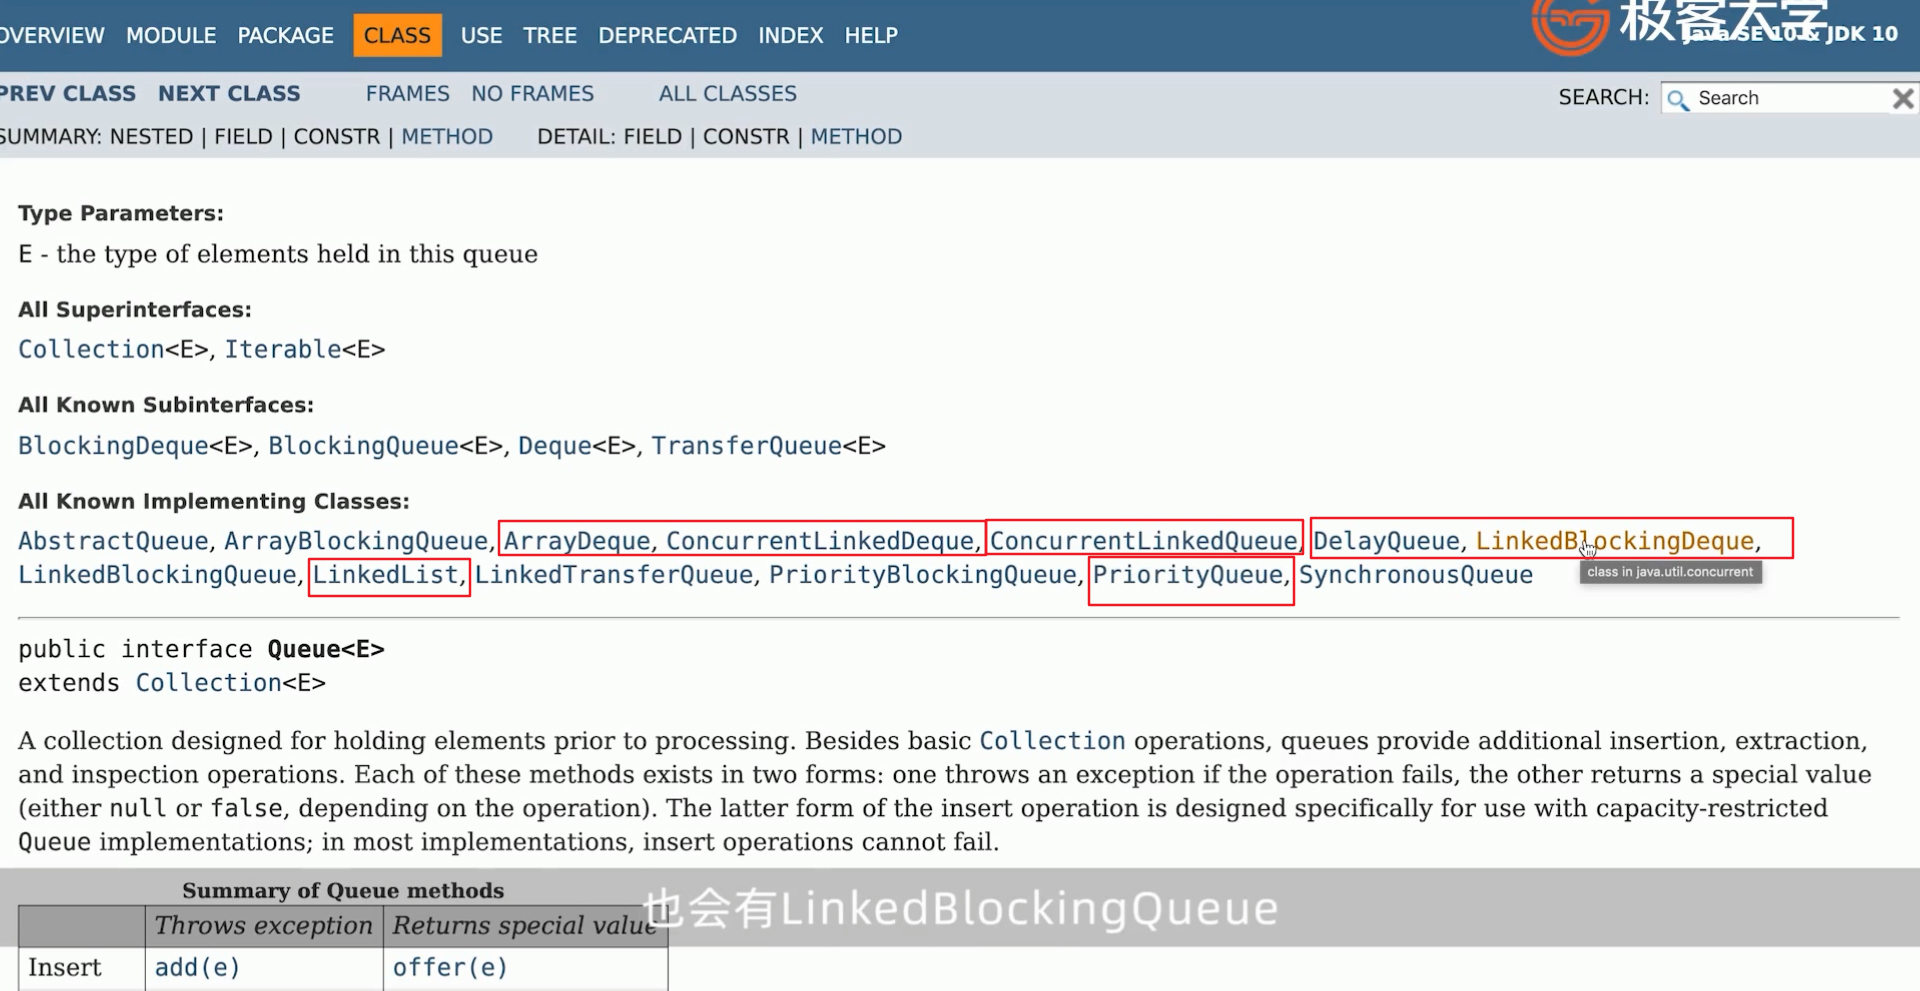 OVERVIEW MODULE PACKAGE CLASS USE TREE DEPRECATED INDEX HELP
极客大学
Java SE 10 & JDK 10
PREV CLASS NEXT CLASS FRAMES NO FRAMES ALL CLASSES
SEARCH: Search
SUMMARY: NESTED | FIELD | CONSTR | METHOD DETAIL: FIELD | CONSTR | METHOD
Type Parameters:
E - the type of elements held in this queue
All Superinterfaces:
Collection<E>, Iterable<E>
All Known Subinterfaces:
BlockingDeque<E>, BlockingQueue<E>, Deque<E>, TransferQueue<E>
All Known Implementing Classes:
AbstractQueue, ArrayBlockingQueue, ArrayDeque, ConcurrentLinkedDeque, ConcurrentLinkedQueue, DelayQueue, LinkedBlockingDeque,
LinkedBlockingQueue, LinkedList, LinkedTransferQueue, PriorityBlockingQueue, PriorityQueue, SynchronousQueue
class in java.util.concurrent
public interface Queue<E>
extends Collection<E>
A collection designed for holding elements prior to processing. Besides basic Collection operations, queues provide additional insertion, extraction,
and inspection operations. Each of these methods exists in two forms: one throws an exception if the operation fails, the other returns a special value
(either null or false, depending on the operation). The latter form of the insert operation is designed specifically for use with capacity-restricted
Queue implementations; in most implementations, insert operations cannot fail.
Summary of Queue methods
Throws exception Returns special value
也会有LinkedBlockingQueue
Insert add(e) offer(e)